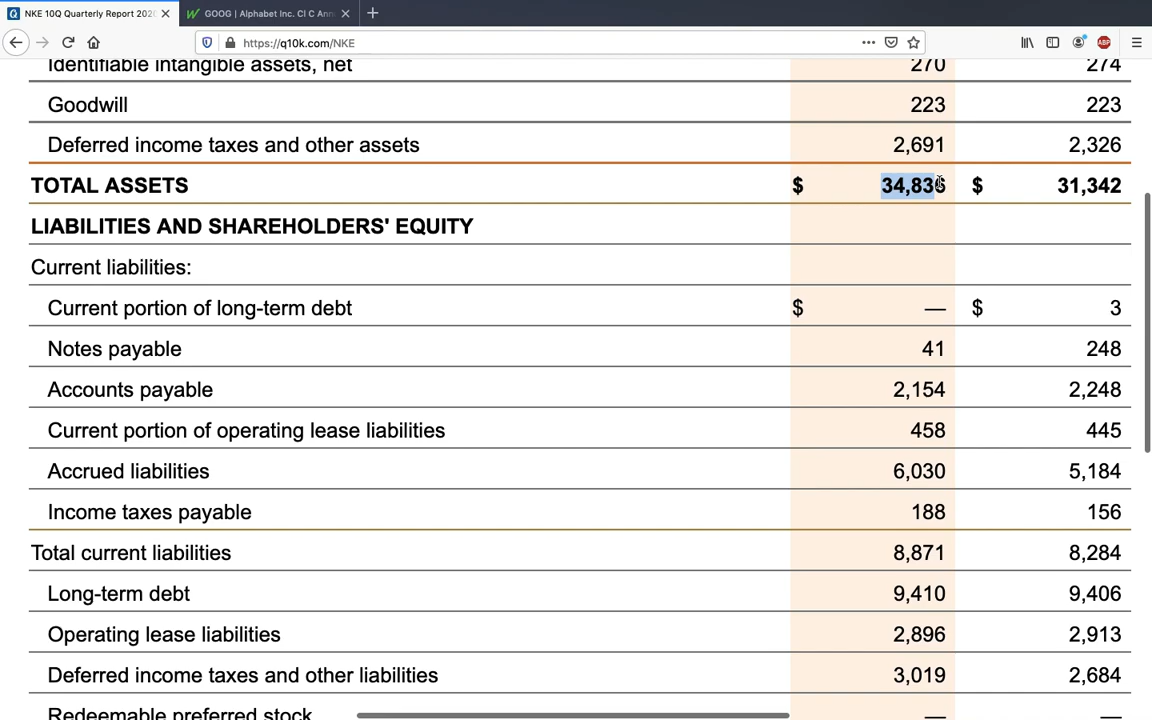 NKE 10Q Quarterly Report 202
GOOG | Alphabet Inc. Cl C Ann
https://q10k.com/NKE
ABP
Identifiable intangible assets, net 270 274
Goodwill 223 223
Deferred income taxes and other assets 2,691 2,326
TOTAL ASSETS $ 34,836 $ 31,342
LIABILITIES AND SHAREHOLDERS' EQUITY
Current liabilities:
Current portion of long-term debt $ — $ 3
Notes payable 41 248
Accounts payable 2,154 2,248
Current portion of operating lease liabilities 458 445
Accrued liabilities 6,030 5,184
Income taxes payable 188 156
Total current liabilities 8,871 8,284
Long-term debt 9,410 9,406
Operating lease liabilities 2,896 2,913
Deferred income taxes and other liabilities 3,019 2,684
Redeemable preferred stock — —